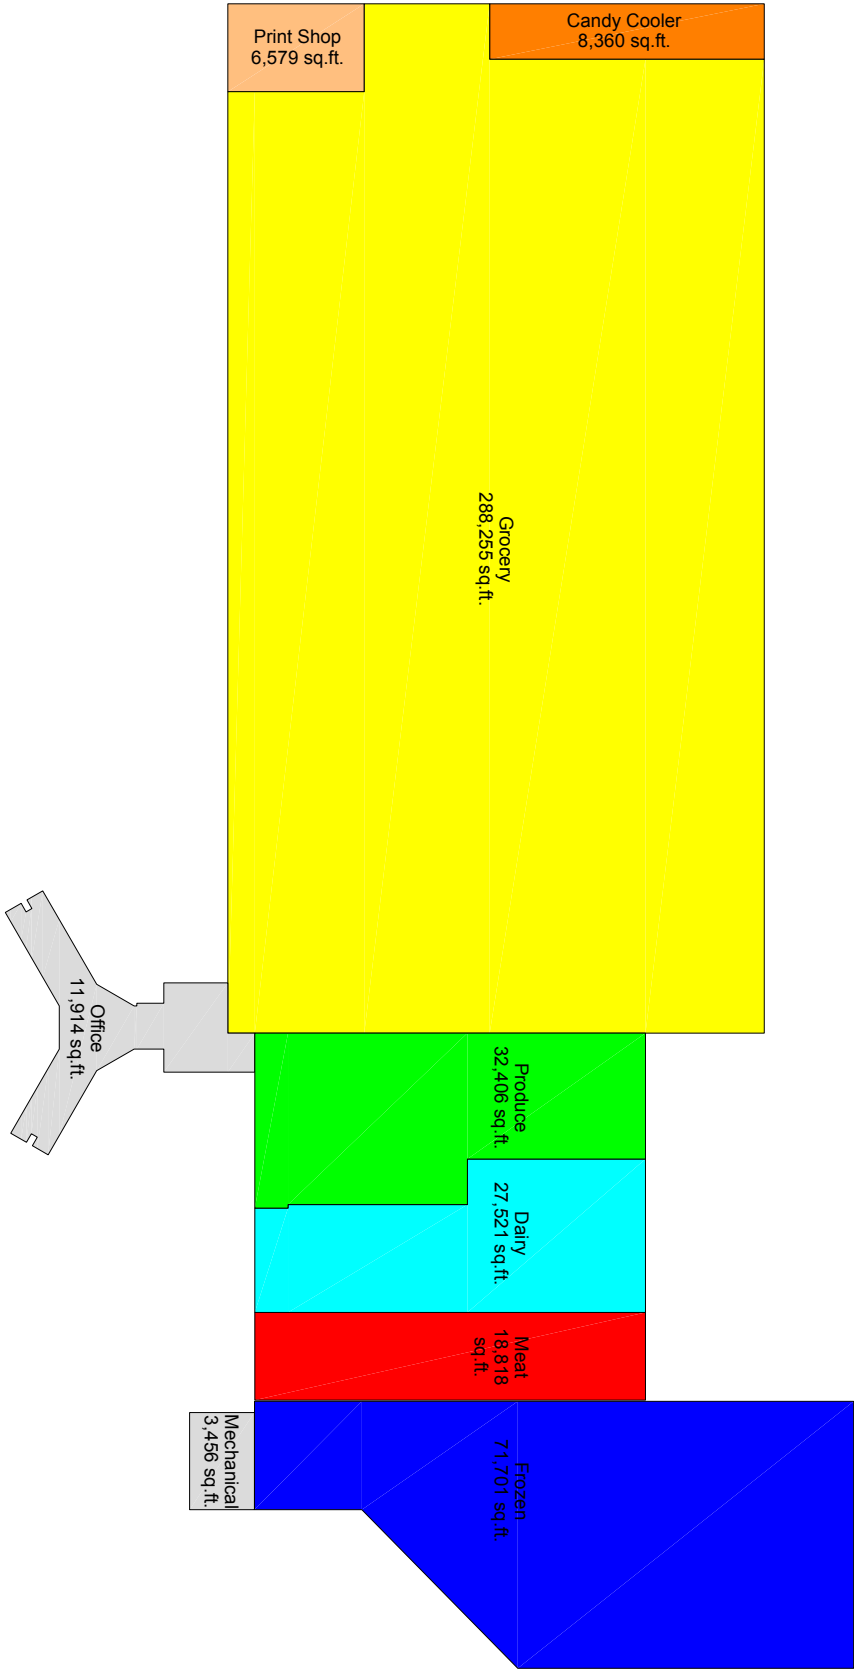 Print Shop
6,579 sq.ft.
Candy Cooler
8,360 sq.ft.
Grocery
288,255 sq.ft.
Office
11,914 sq.ft.
Produce
32,406 sq.ft.
Dairy
27,521 sq.ft.
Meat
18,818
sq.ft.
Mechanical
3,456 sq.ft.
Frozen
71,701 sq.ft.